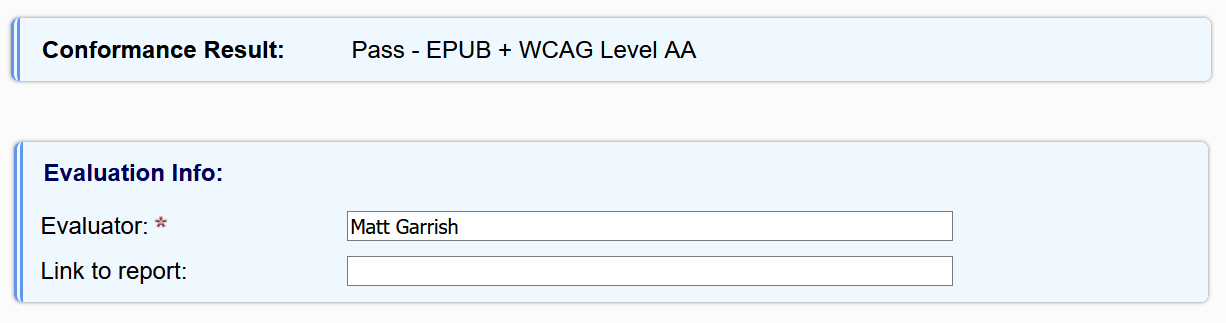 Conformance Result: Pass - EPUB + WCAG Level AA
Evaluation Info:
Evaluator: * Matt Garrish
Link to report: